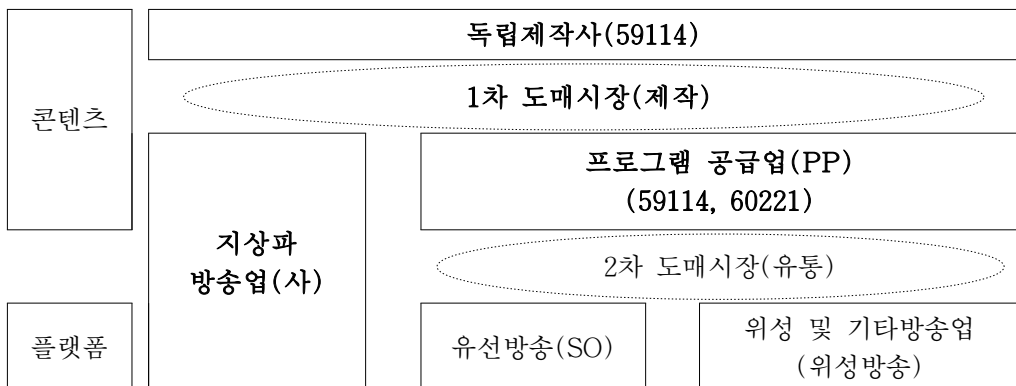 콘텐츠
독립제작사(59114)
1차 도매시장(제작)
지상파
방송업(사)
프로그램 공급업(PP)
(59114, 60221)
2차 도매시장(유통)
플랫폼
유선방송(SO)
위성 및 기타방송업
(위성방송)